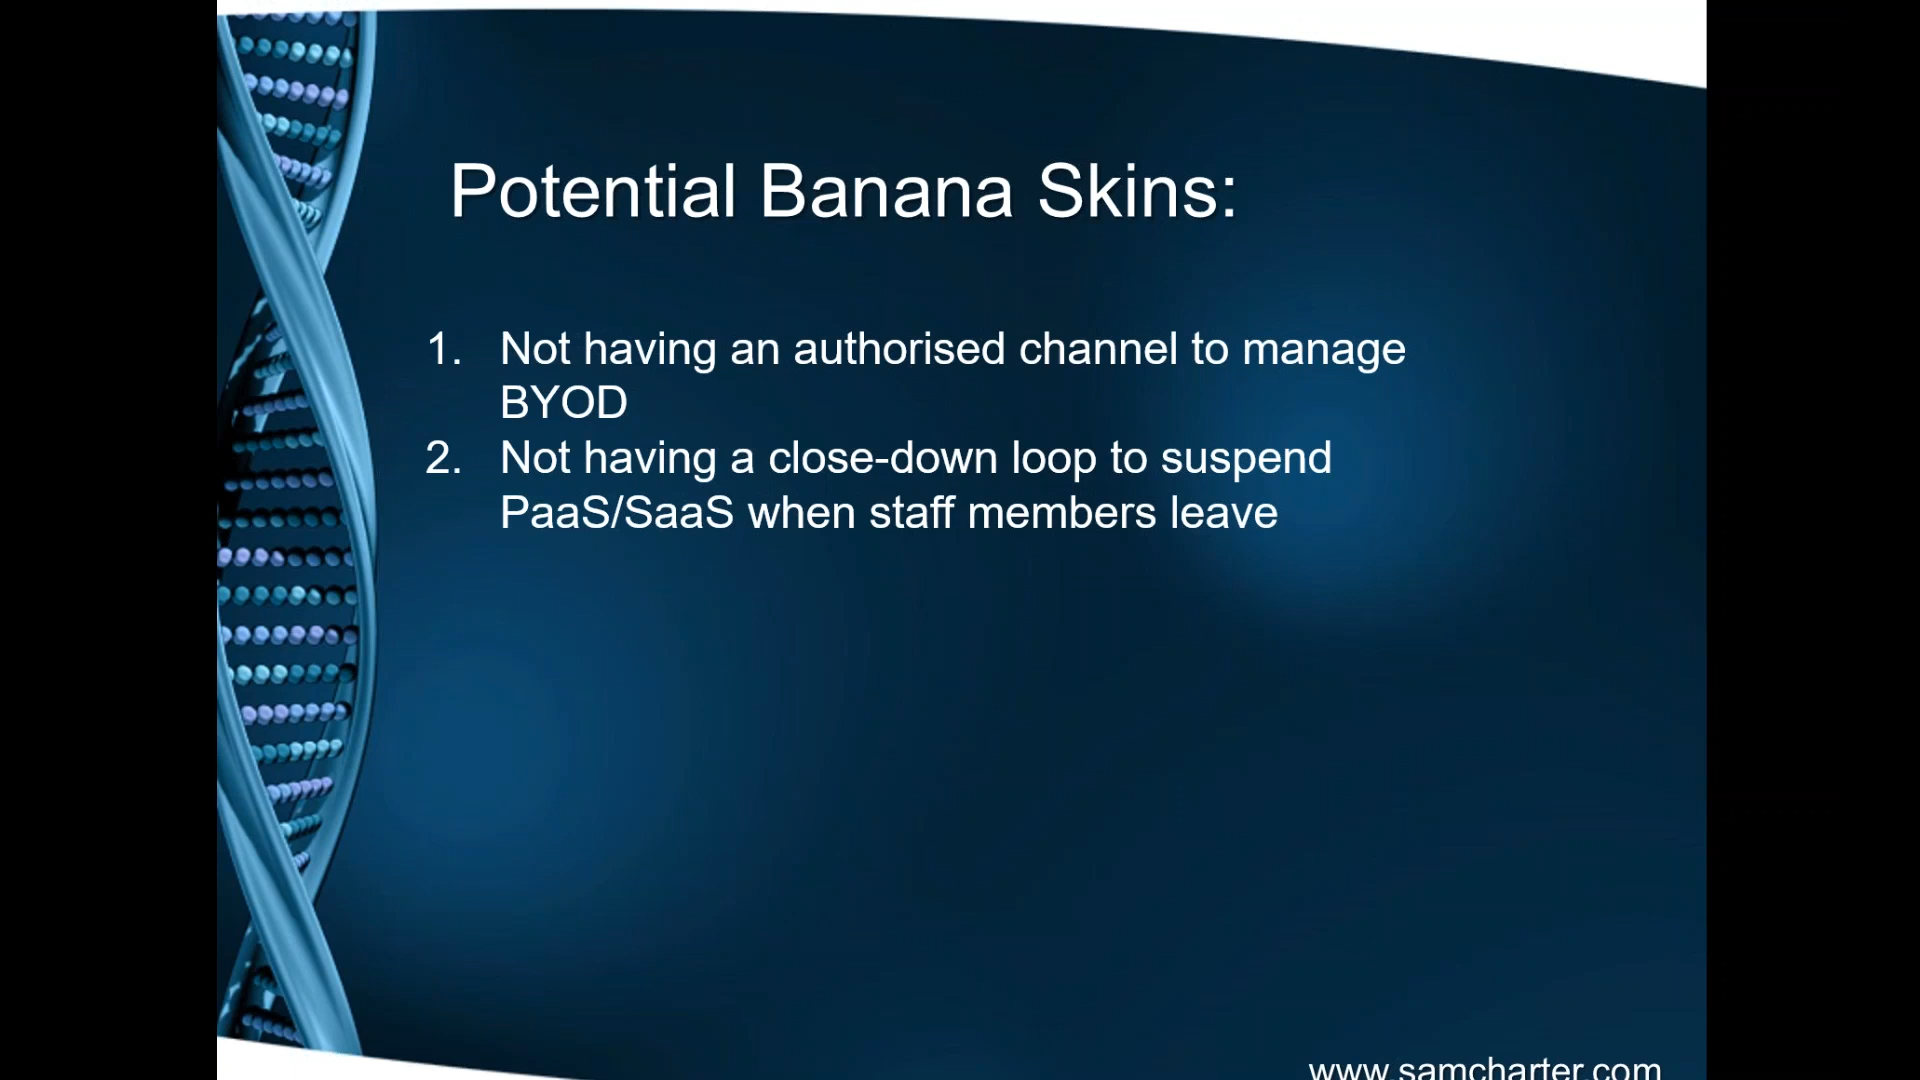 Potential Banana Skins:
1. Not having an authorised channel to manage
BYOD
2. Not having a close-down loop to suspend
PaaS/SaaS when staff members leave
www.samcharter.com